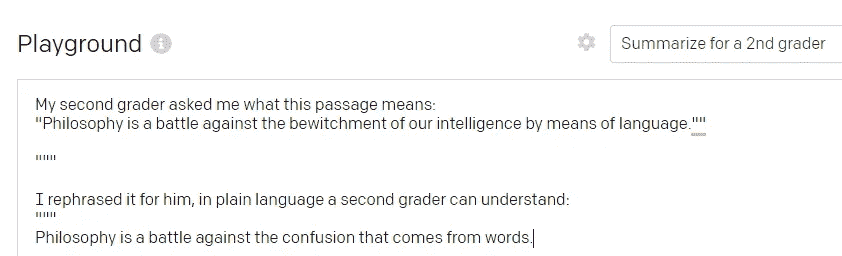 Playground
Summarize for a 2nd grader
My second grader asked me what this passage means:
"Philosophy is a battle against the bewitchment of our intelligence by means of language.""
"""
I rephrased it for him, in plain language a second grader can understand:
"""
Philosophy is a battle against the confusion that comes from words.